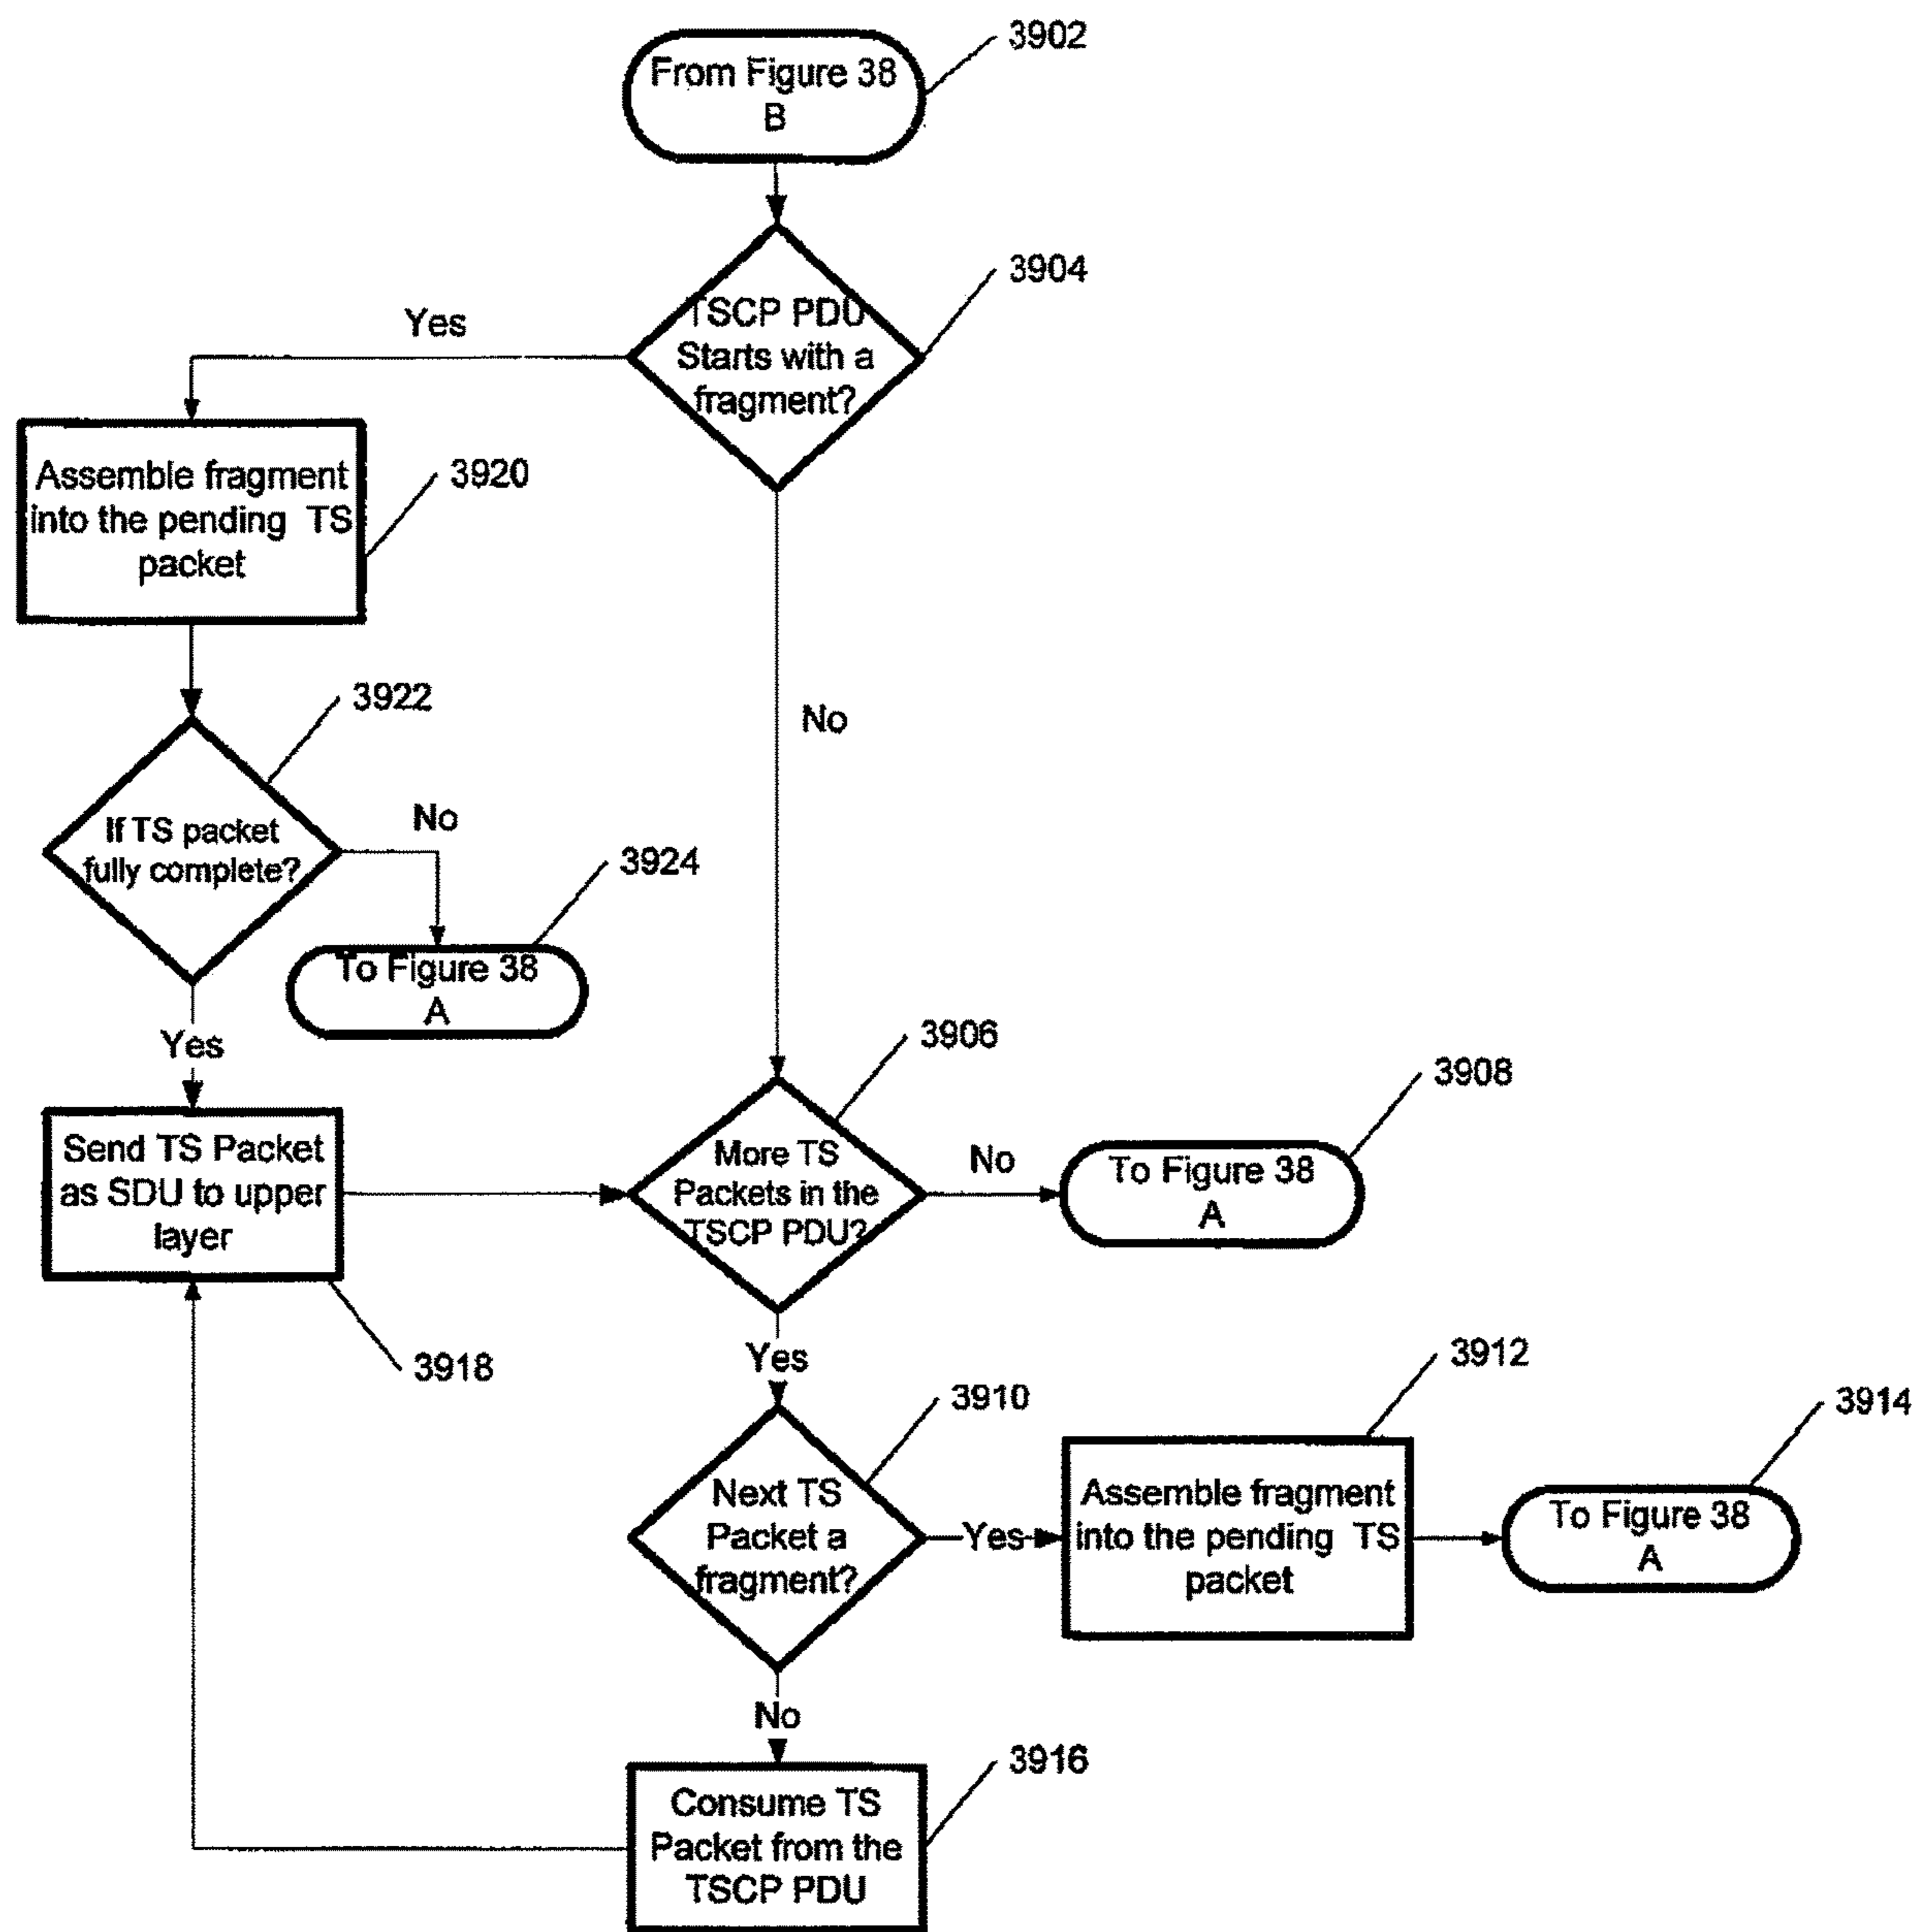 From Figure 38
B
3902
TSCP PDU
Starts with a
fragment?
3904
Yes
No
Assemble fragment
into the pending TS
packet
3920
3922
If TS packet
fully complete?
No
3924
To Figure 38
A
Yes
Send TS Packet
as SDU to upper
layer
3918
3906
More TS
Packets in the
TSCP PDU?
No
3908
To Figure 38
A
Yes
3910
Next TS
Packet a
fragment?
Yes
3912
Assemble fragment
into the pending TS
packet
3914
To Figure 38
A
No
3916
Consume TS
Packet from the
TSCP PDU